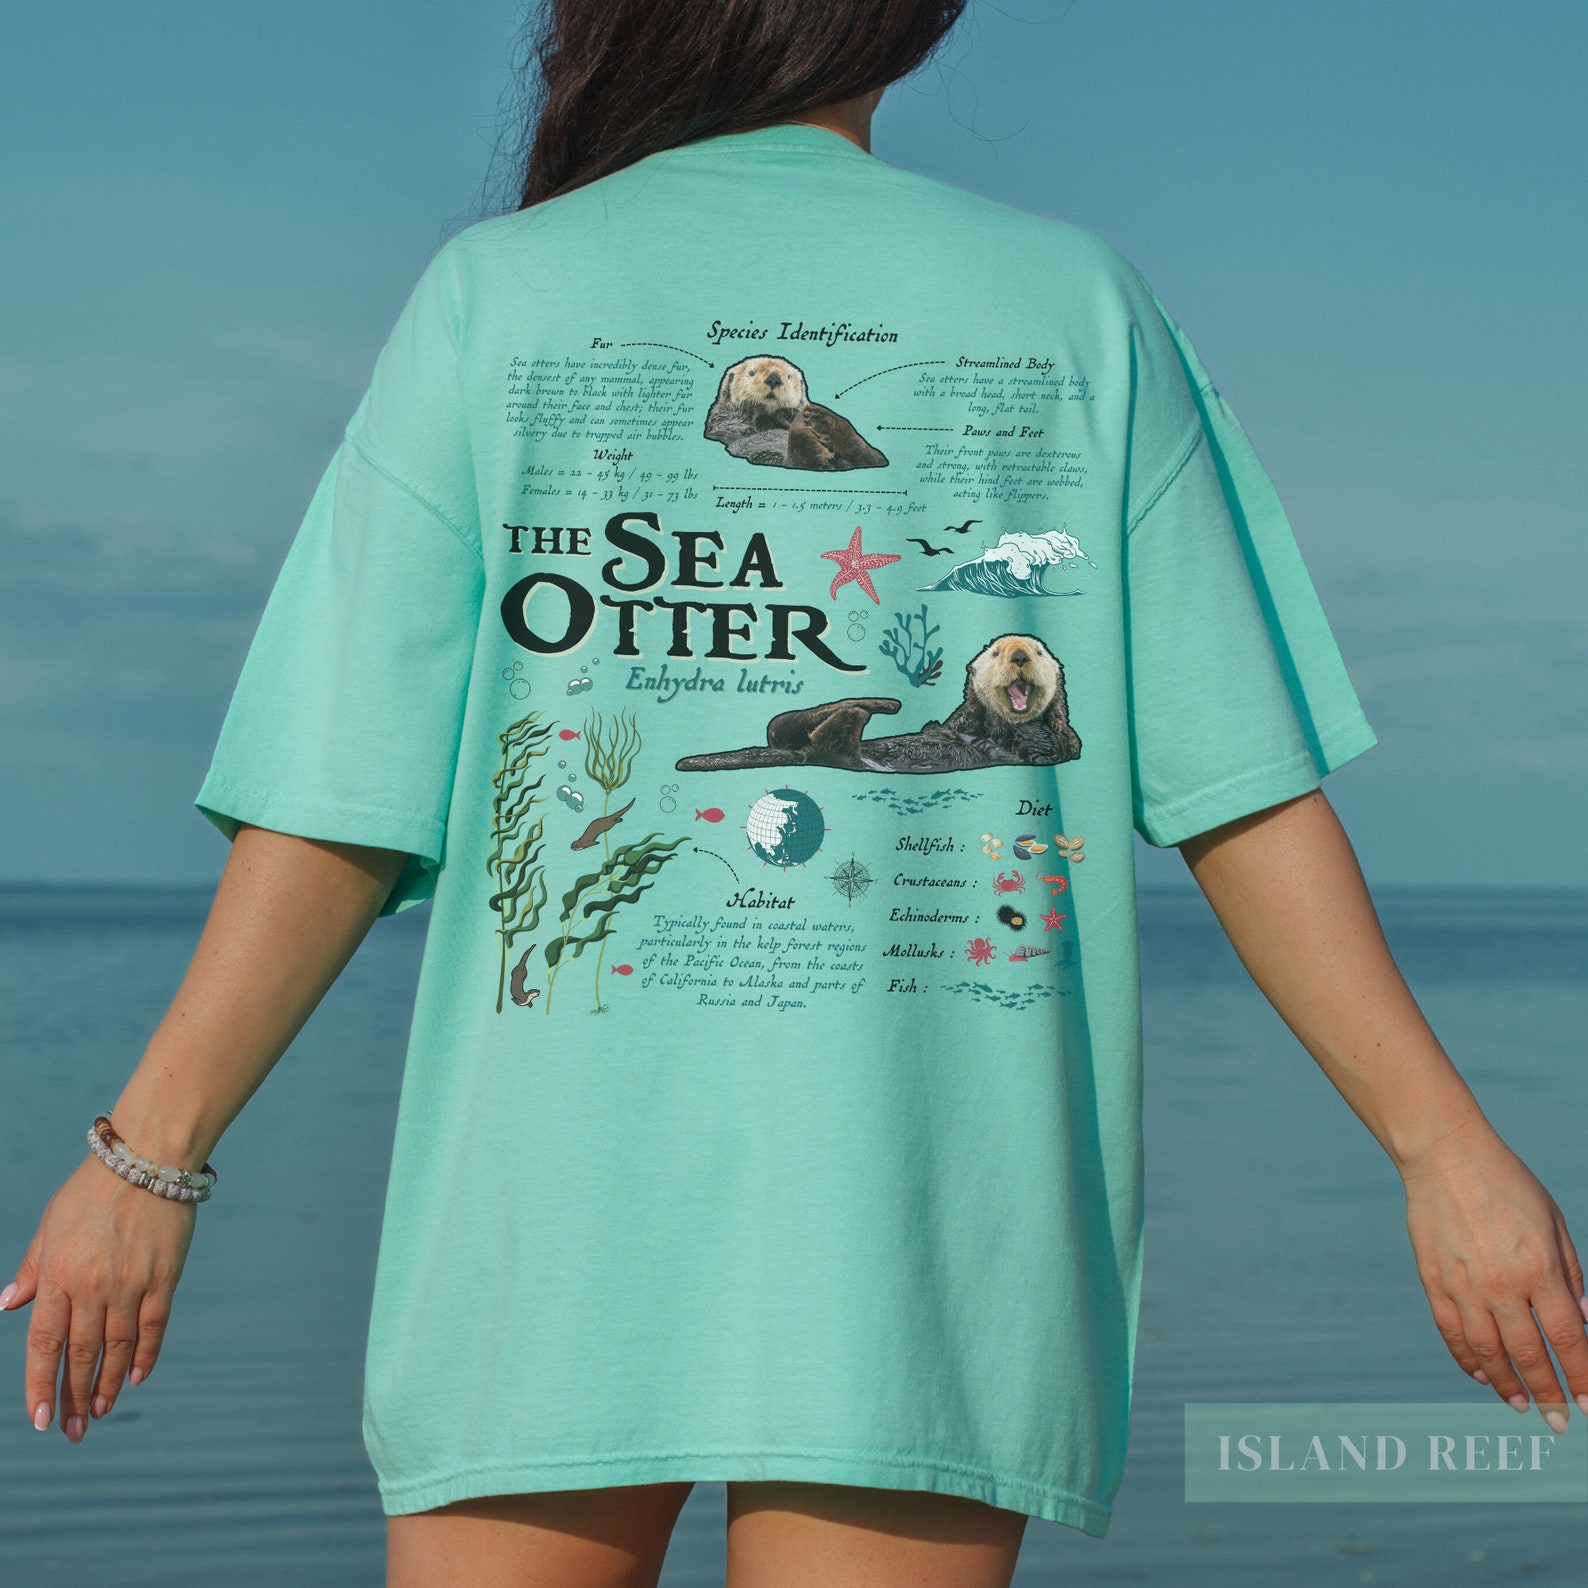 Species Identification
Fur
Sea otters have incredibly dense fur,
the densest of any mammal, appearing
dark brown to black with lighter fur
around their face and chest; their fur
looks fluffy and can sometimes appear
silvery due to trapped air bubbles.
Weight
Males = 22 - 45 kg / 49 - 99 lbs
Females = 14 - 33 kg / 31 - 73 lbs
Streamlined Body
Sea otters have a streamlined body
with a broad head, short neck, and a
long, flat tail.
Paws and Feet
Their front paws are dexterous
and strong, with retractable claws,
while their hind feet are webbed,
acting like flippers.
Length = 1 - 1.5 meters / 3.3 - 4.9 feet
THE SEA
OTTER
Enhydra lutris
Habitat
Typically found in coastal waters,
particularly in the kelp forest regions
of the Pacific Ocean, from the coasts
of California to Alaska and parts of
Russia and Japan.
Diet
Shellfish :
Crustaceans :
Echinoderms :
Mollusks :
Fish :
ISLAND REEF